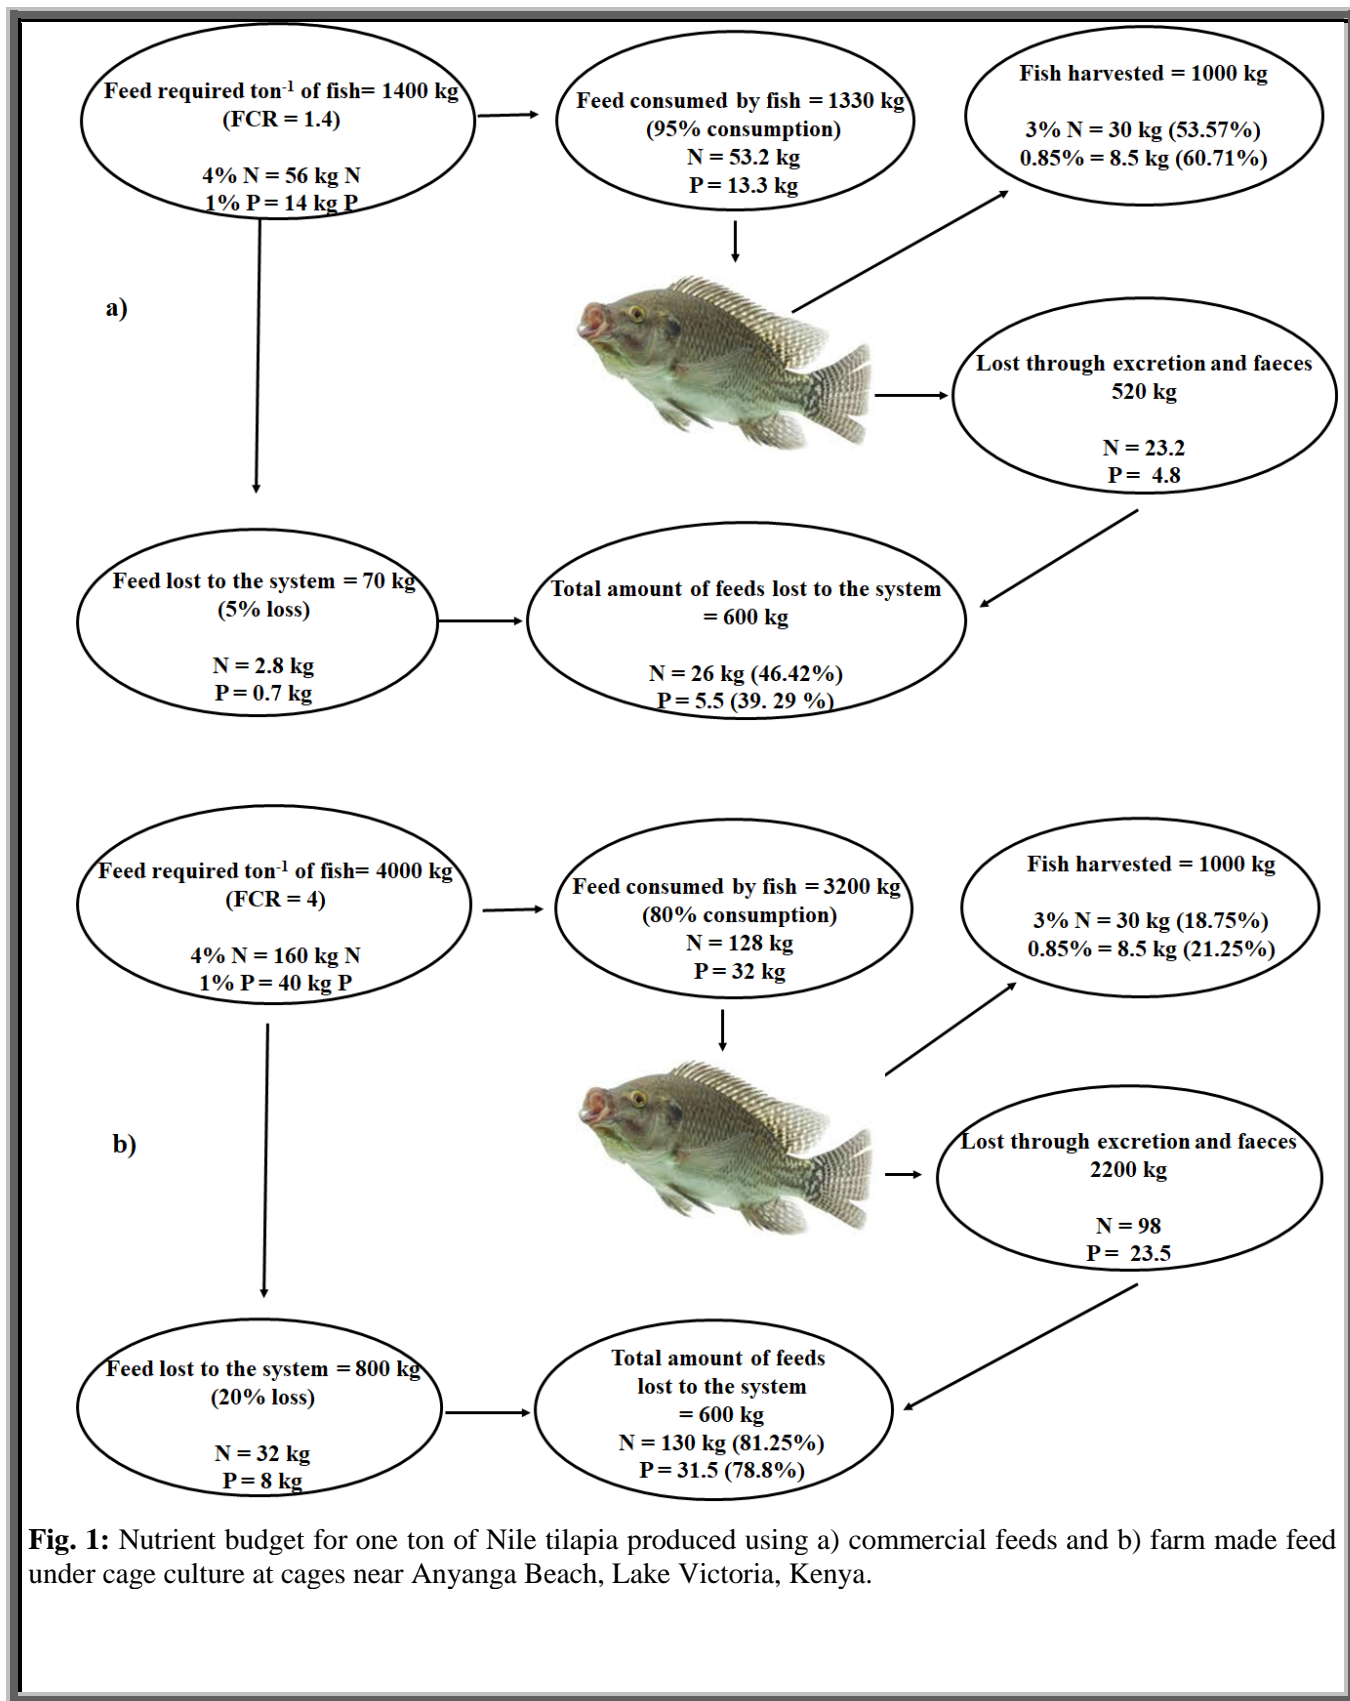 Feed required ton-1 of fish= 1400 kg
(FCR = 1.4)
4% N = 56 kg N
1% P = 14 kg P
Feed consumed by fish = 1330 kg
(95% consumption)
N = 53.2 kg
P = 13.3 kg
Fish harvested = 1000 kg
3% N = 30 kg (53.57%)
0.85% = 8.5 kg (60.71%)
a)
Lost through excretion and faeces
520 kg
N = 23.2
P = 4.8
Feed lost to the system = 70 kg
(5% loss)
N = 2.8 kg
P = 0.7 kg
Total amount of feeds lost to the system
= 600 kg
N = 26 kg (46.42%)
P = 5.5 (39. 29 %)
Feed required ton-1 of fish= 4000 kg
(FCR = 4)
4% N = 160 kg N
1% P = 40 kg P
Feed consumed by fish = 3200 kg
(80% consumption)
N = 128 kg
P = 32 kg
Fish harvested = 1000 kg
3% N = 30 kg (18.75%)
0.85% = 8.5 kg (21.25%)
b)
Lost through excretion and faeces
2200 kg
N = 98
P = 23.5
Feed lost to the system = 800 kg
(20% loss)
N = 32 kg
P = 8 kg
Total amount of feeds
lost to the system
= 600 kg
N = 130 kg (81.25%)
P = 31.5 (78.8%)
Fig. 1: Nutrient budget for one ton of Nile tilapia produced using a) commercial feeds and b) farm made feed
under cage culture at cages near Anyanga Beach, Lake Victoria, Kenya.